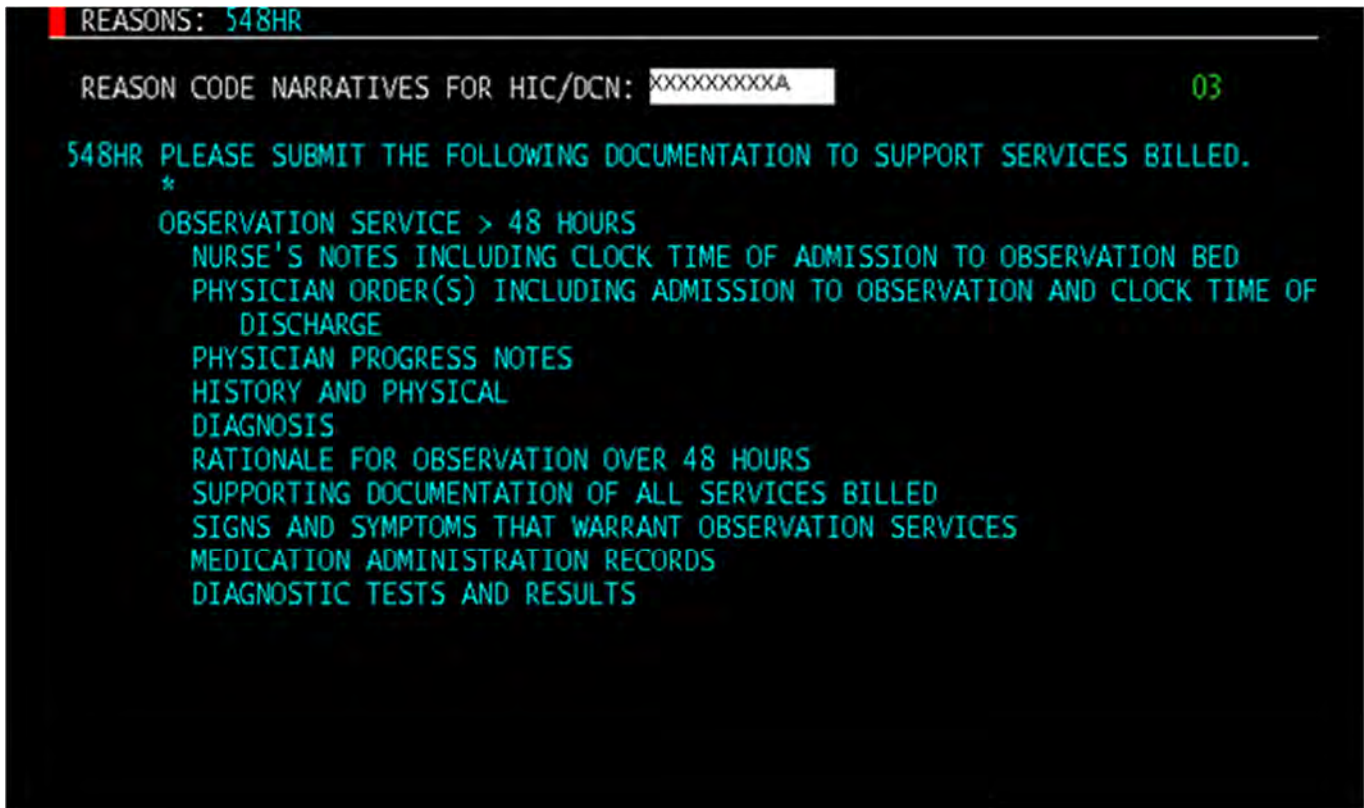 REASONS: 548HR
REASON CODE NARRATIVES FOR HIC/DCN: XXXXXXXXXA 03
548HR PLEASE SUBMIT THE FOLLOWING DOCUMENTATION TO SUPPORT SERVICES BILLED.
*
OBSERVATION SERVICE > 48 HOURS
NURSE'S NOTES INCLUDING CLOCK TIME OF ADMISSION TO OBSERVATION BED
PHYSICIAN ORDER(S) INCLUDING ADMISSION TO OBSERVATION AND CLOCK TIME OF
DISCHARGE
PHYSICIAN PROGRESS NOTES
HISTORY AND PHYSICAL
DIAGNOSIS
RATIONALE FOR OBSERVATION OVER 48 HOURS
SUPPORTING DOCUMENTATION OF ALL SERVICES BILLED
SIGNS AND SYMPTOMS THAT WARRANT OBSERVATION SERVICES
MEDICATION ADMINISTRATION RECORDS
DIAGNOSTIC TESTS AND RESULTS